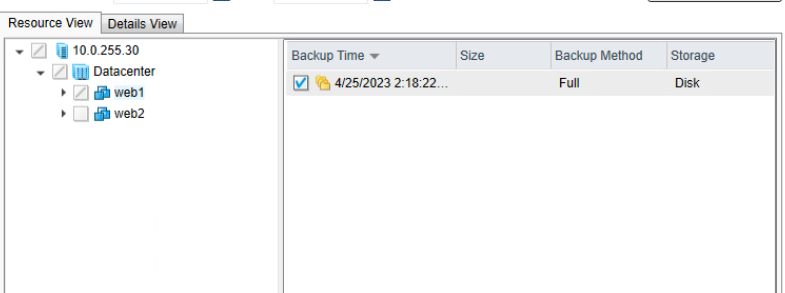 Resource View Details View
10.0.255.30
Datacenter
web1
web2
Backup Time Size Backup Method Storage
4/25/2023 2:18:22... Full Disk